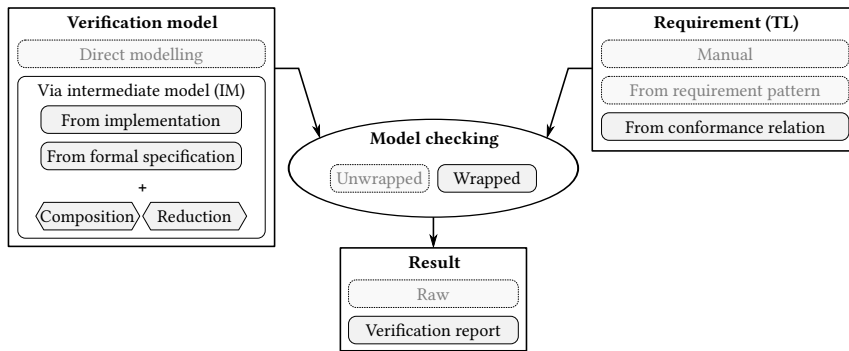 Verification model
Direct modelling
Via intermediate model (IM)
From implementation
From formal specification
+
Composition Reduction
Requirement (TL)
Manual
From requirement pattern
From conformance relation
Model checking
Unwrapped Wrapped
Result
Raw
Verification report